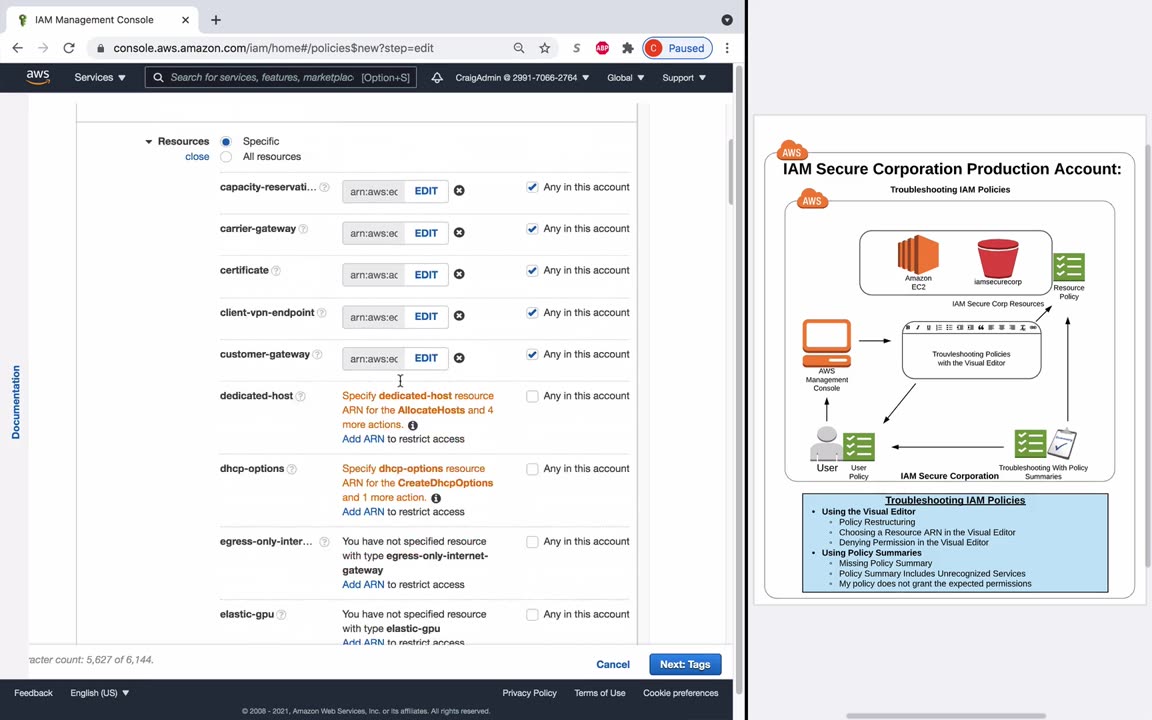 IAM Management Console
console.aws.amazon.com/iam/home#/policies$new?step=edit
S
ABP
C
Paused
aws
Services
Search for services, features, marketplac
[Option+S]
CraigAdmin @ 2991-7066-2764
Global
Support
Resources
Specific
close
All resources
capacity-reservati...
arn:aws:ec
EDIT
Any in this account
carrier-gateway
arn:aws:ec
EDIT
Any in this account
certificate
arn:aws:ac
EDIT
Any in this account
client-vpn-endpoint
arn:aws:ec
EDIT
Any in this account
customer-gateway
arn:aws:ec
EDIT
Any in this account
dedicated-host
Specify dedicated-host resource
ARN for the AllocateHosts and 4
more actions.
Add ARN to restrict access
Any in this account
dhcp-options
Specify dhcp-options resource
ARN for the CreateDhcpOptions
and 1 more action.
Add ARN to restrict access
Any in this account
egress-only-inter...
You have not specified resource
with type egress-only-internet-
gateway
Add ARN to restrict access
Any in this account
elastic-gpu
You have not specified resource
with type elastic-gpu
Add ARN to restrict access
Any in this account
Documentation
racter count: 5,627 of 6,144.
Cancel
Next: Tags
Feedback
English (US)
Privacy Policy
Terms of Use
Cookie preferences
© 2008 - 2021, Amazon Web Services, Inc. or its affiliates. All rights reserved.
AWS
IAM Secure Corporation Production Account:
Troubleshooting IAM Policies
AWS
Amazon
EC2
iamsecurecorp
Resource
Policy
IAM Secure Corp Resources
Trouvleshooting Policies
with the Visual Editor
AWS
Management
Console
User
User
Policy
IAM Secure Corporation
Troubleshooting With Policy
Summaries
Troubleshooting IAM Policies
• Using the Visual Editor
◦ Policy Restructuring
◦ Choosing a Resource ARN in the Visual Editor
◦ Denying Permission in the Visual Editor
• Using Policy Summaries
◦ Missing Policy Summary
◦ Policy Summary Includes Unrecognized Services
◦ My policy does not grant the expected permissions